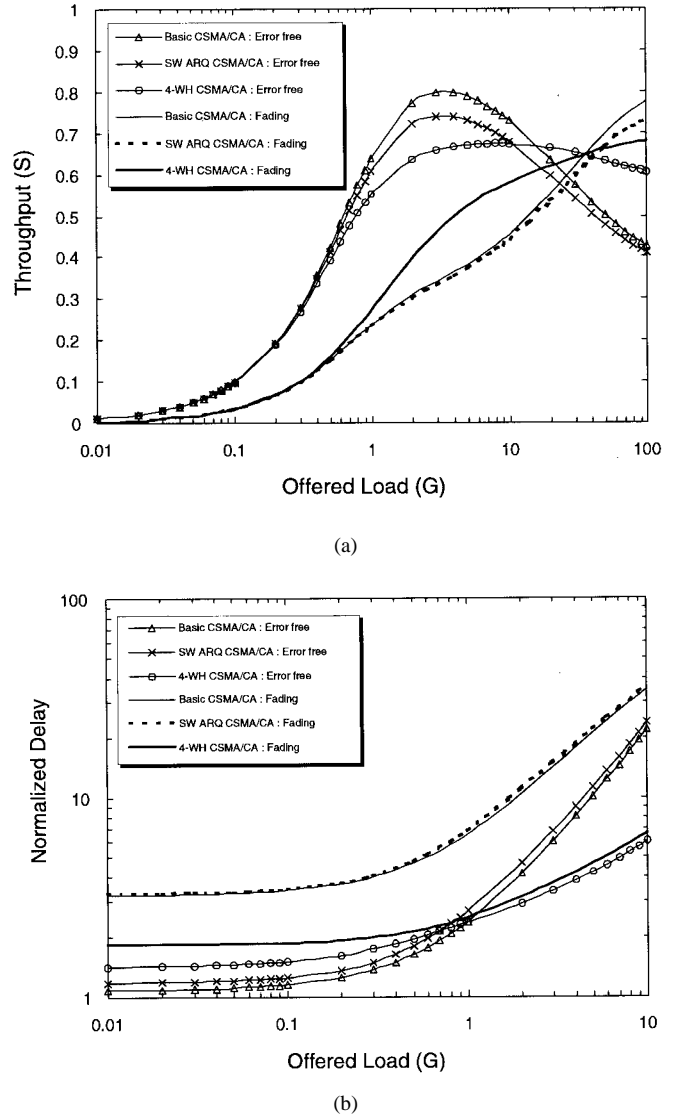 1
0.9
0.8
0.7
0.6
0.5
0.4
0.3
0.2
0.1
0
Throughput (S)
Basic CSMA/CA : Error free
SW ARQ CSMA/CA : Error free
4-WH CSMA/CA : Error free
Basic CSMA/CA : Fading
SW ARQ CSMA/CA : Fading
4-WH CSMA/CA : Fading
0.01 0.1 1 10 100
Offered Load (G)
(a)
100
10
1
Normalized Delay
Basic CSMA/CA : Error free
SW ARQ CSMA/CA : Error free
4-WH CSMA/CA : Error free
Basic CSMA/CA : Fading
SW ARQ CSMA/CA : Fading
4-WH CSMA/CA : Fading
0.01 0.1 1 10
Offered Load (G)
(b)